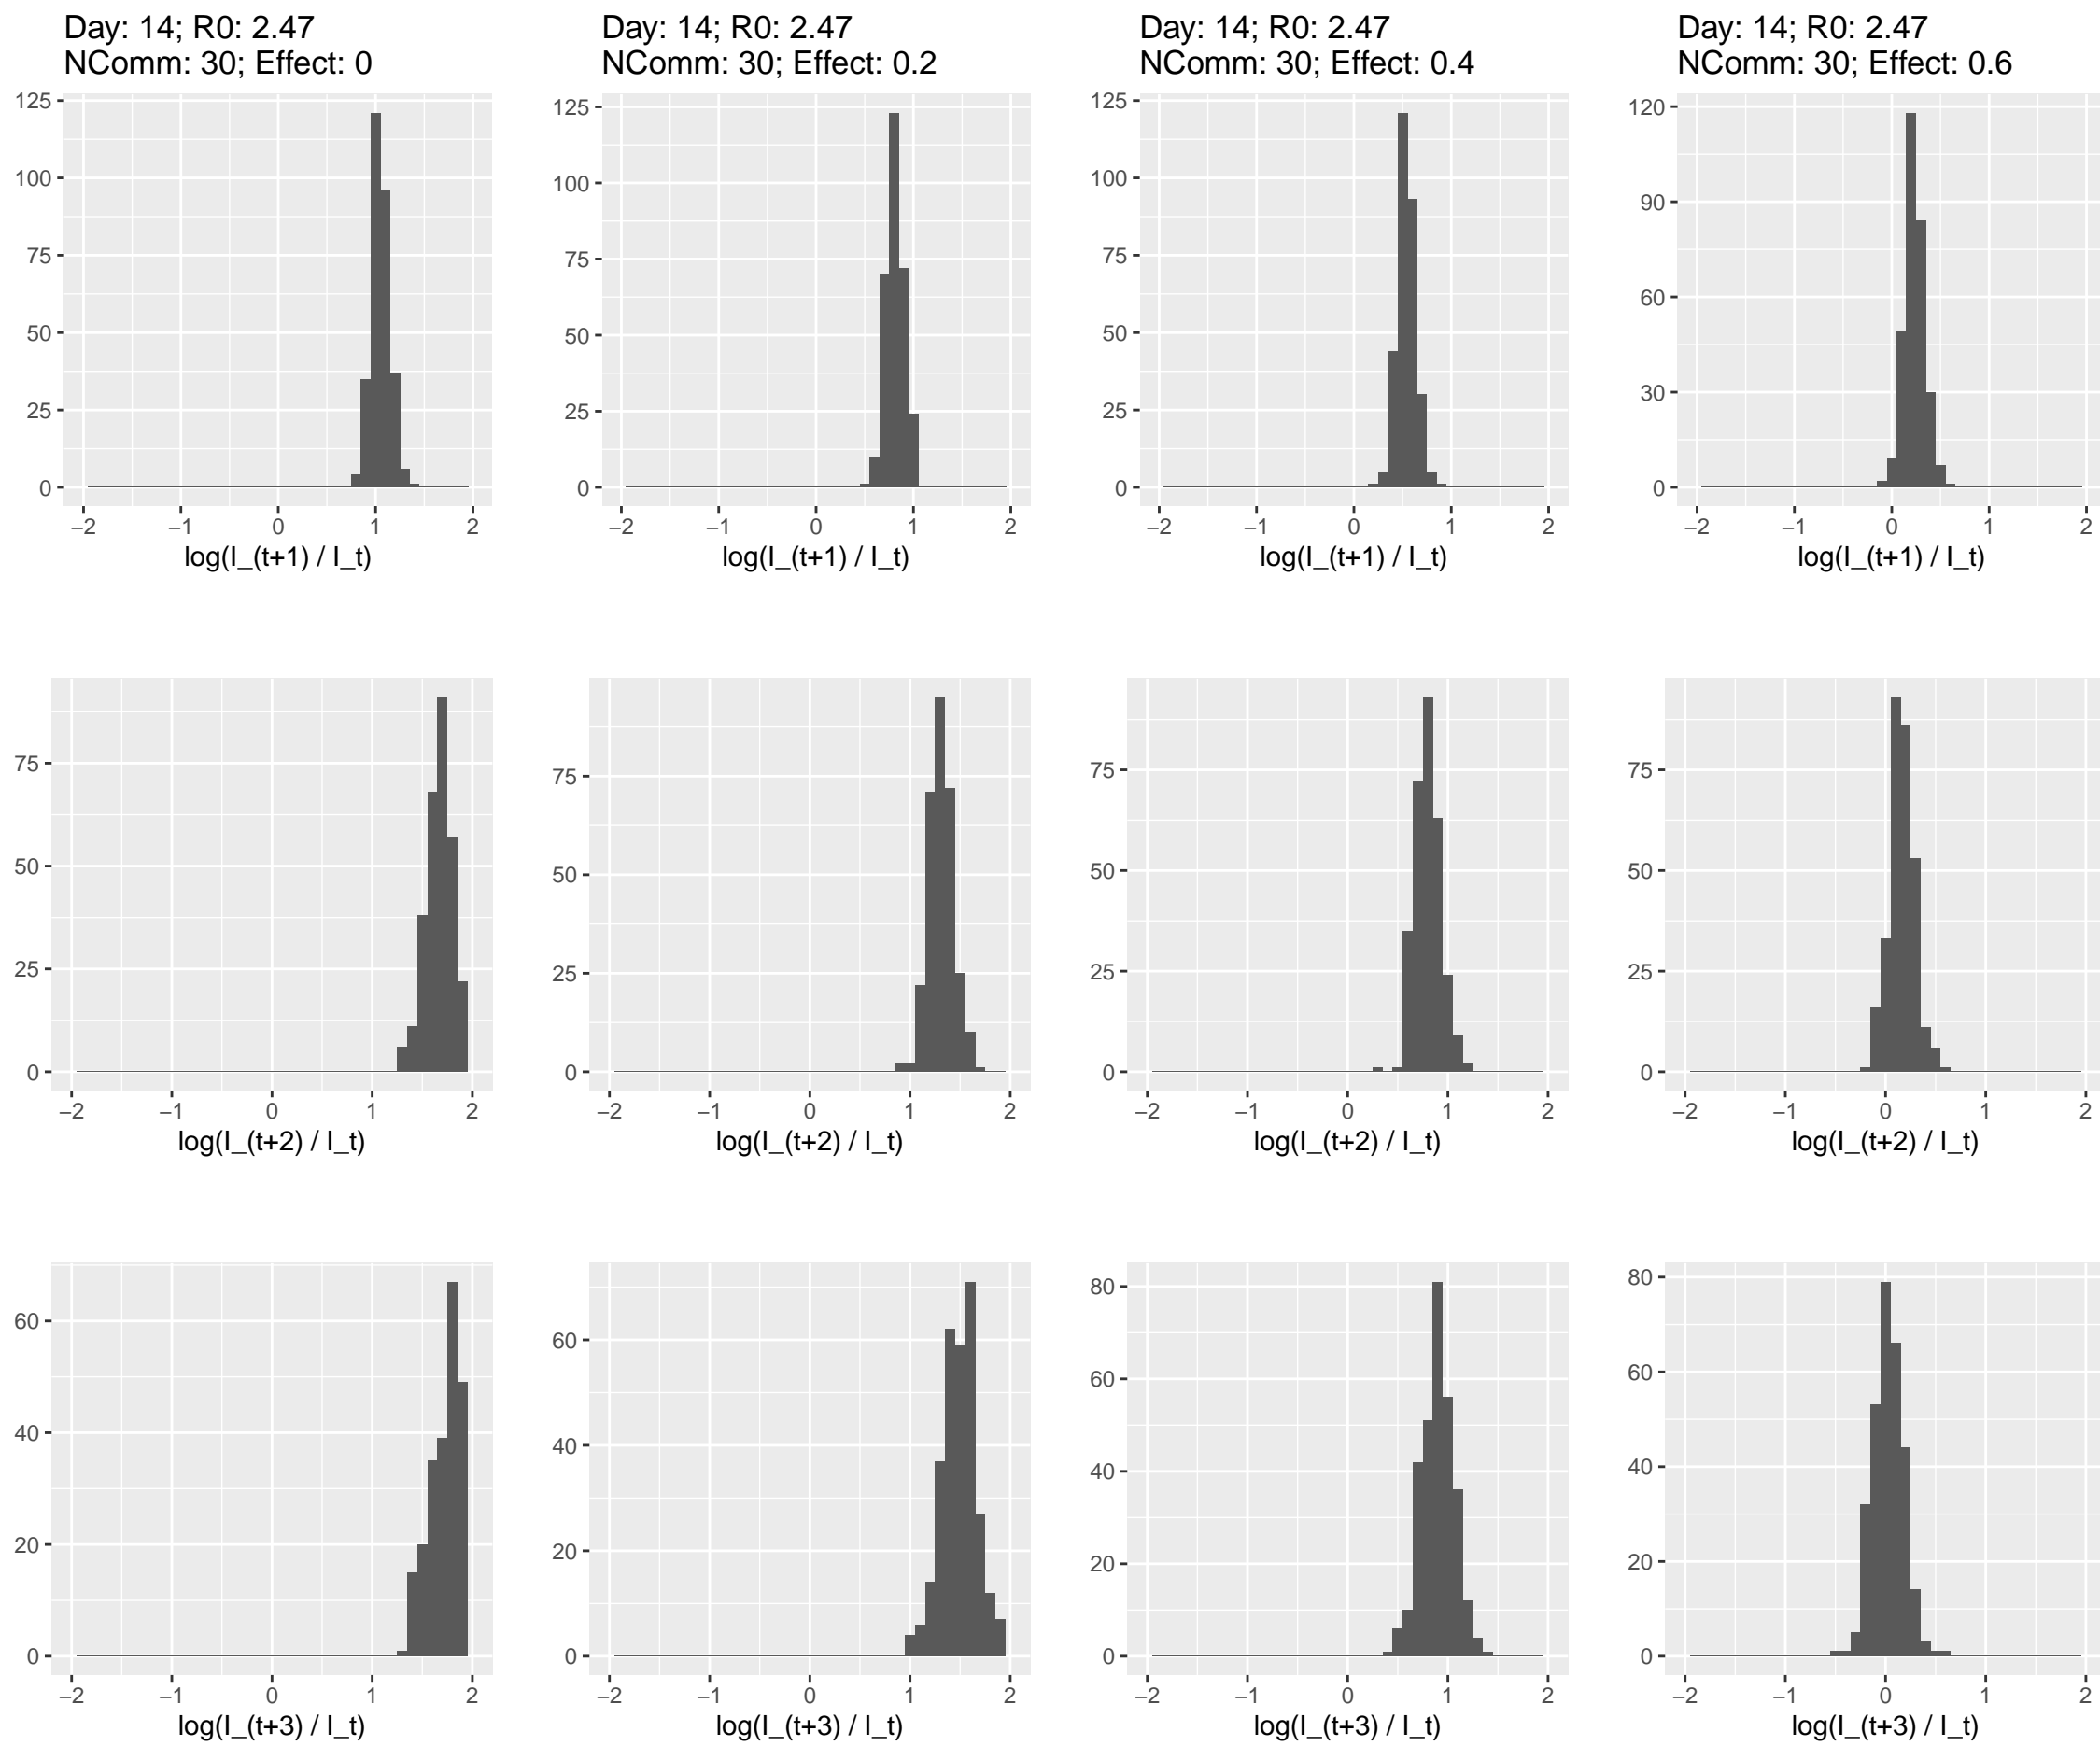 Day: 14; R0: 2.47
NComm: 30; Effect: 0
Day: 14; R0: 2.47
NComm: 30; Effect: 0.2
Day: 14; R0: 2.47
NComm: 30; Effect: 0.4
Day: 14; R0: 2.47
NComm: 30; Effect: 0.6
125
100
75
50
25
0
−2 −1 0 1 2
log(I_(t+1) / I_t)
125
100
75
50
25
0
−2 −1 0 1 2
log(I_(t+1) / I_t)
125
100
75
50
25
0
−2 −1 0 1 2
log(I_(t+1) / I_t)
120
90
60
30
0
−2 −1 0 1 2
log(I_(t+1) / I_t)
75
50
25
0
−2 −1 0 1 2
log(I_(t+2) / I_t)
75
50
25
0
−2 −1 0 1 2
log(I_(t+2) / I_t)
75
50
25
0
−2 −1 0 1 2
log(I_(t+2) / I_t)
75
50
25
0
−2 −1 0 1 2
log(I_(t+2) / I_t)
60
40
20
0
−2 −1 0 1 2
log(I_(t+3) / I_t)
60
40
20
0
−2 −1 0 1 2
log(I_(t+3) / I_t)
80
60
40
20
0
−2 −1 0 1 2
log(I_(t+3) / I_t)
80
60
40
20
0
−2 −1 0 1 2
log(I_(t+3) / I_t)